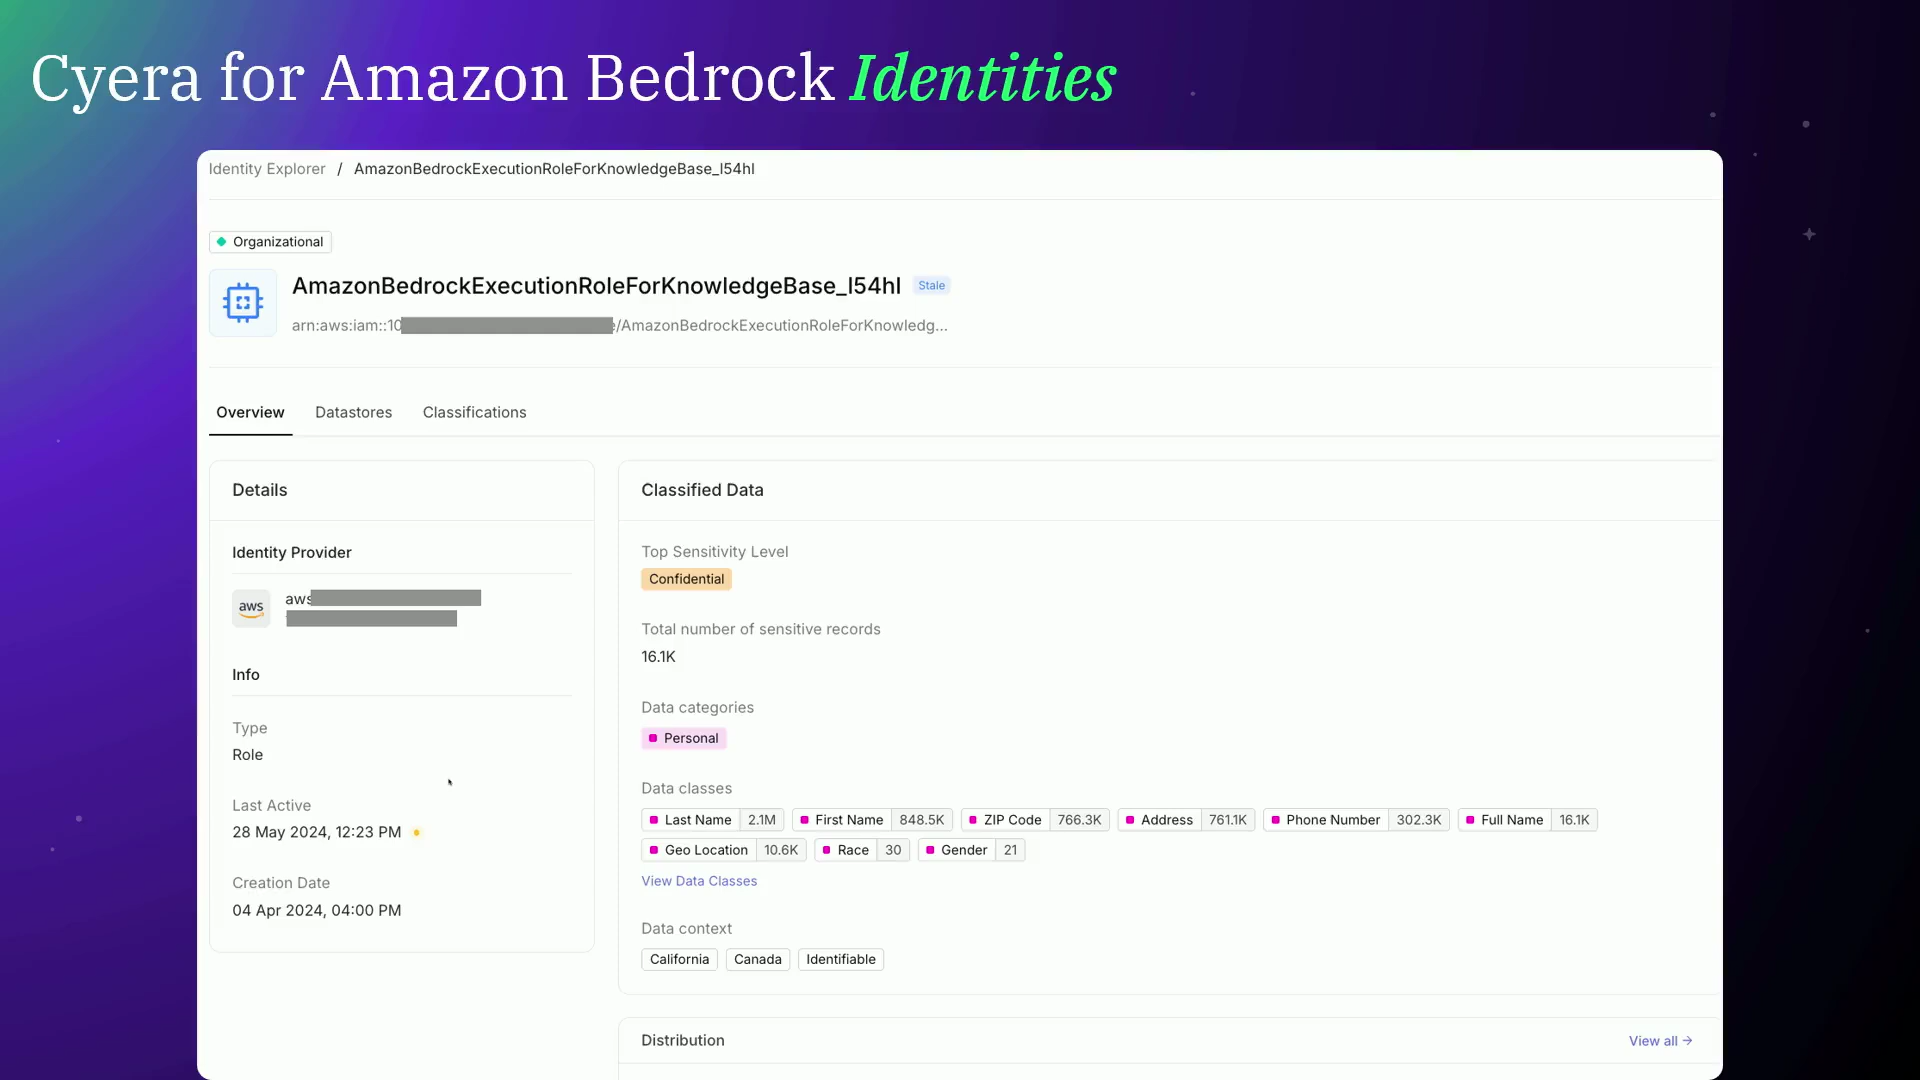 Cyera for Amazon Bedrock Identities
Identity Explorer / AmazonBedrockExecutionRoleForKnowledgeBase_l54hl
Organizational
AmazonBedrockExecutionRoleForKnowledgeBase_l54hl Stale
arn:aws:iam::10 /AmazonBedrockExecutionRoleForKnowledg...
Overview Datastores Classifications
Details
Identity Provider
aws aws
Info
Type
Role
Last Active
28 May 2024, 12:23 PM
Creation Date
04 Apr 2024, 04:00 PM
Classified Data
Top Sensitivity Level
Confidential
Total number of sensitive records
16.1K
Data categories
Personal
Data classes
Last Name 2.1M First Name 848.5K ZIP Code 766.3K Address 761.1K Phone Number 302.3K Full Name 16.1K
Geo Location 10.6K Race 30 Gender 21
View Data Classes
Data context
California Canada Identifiable
Distribution View all →